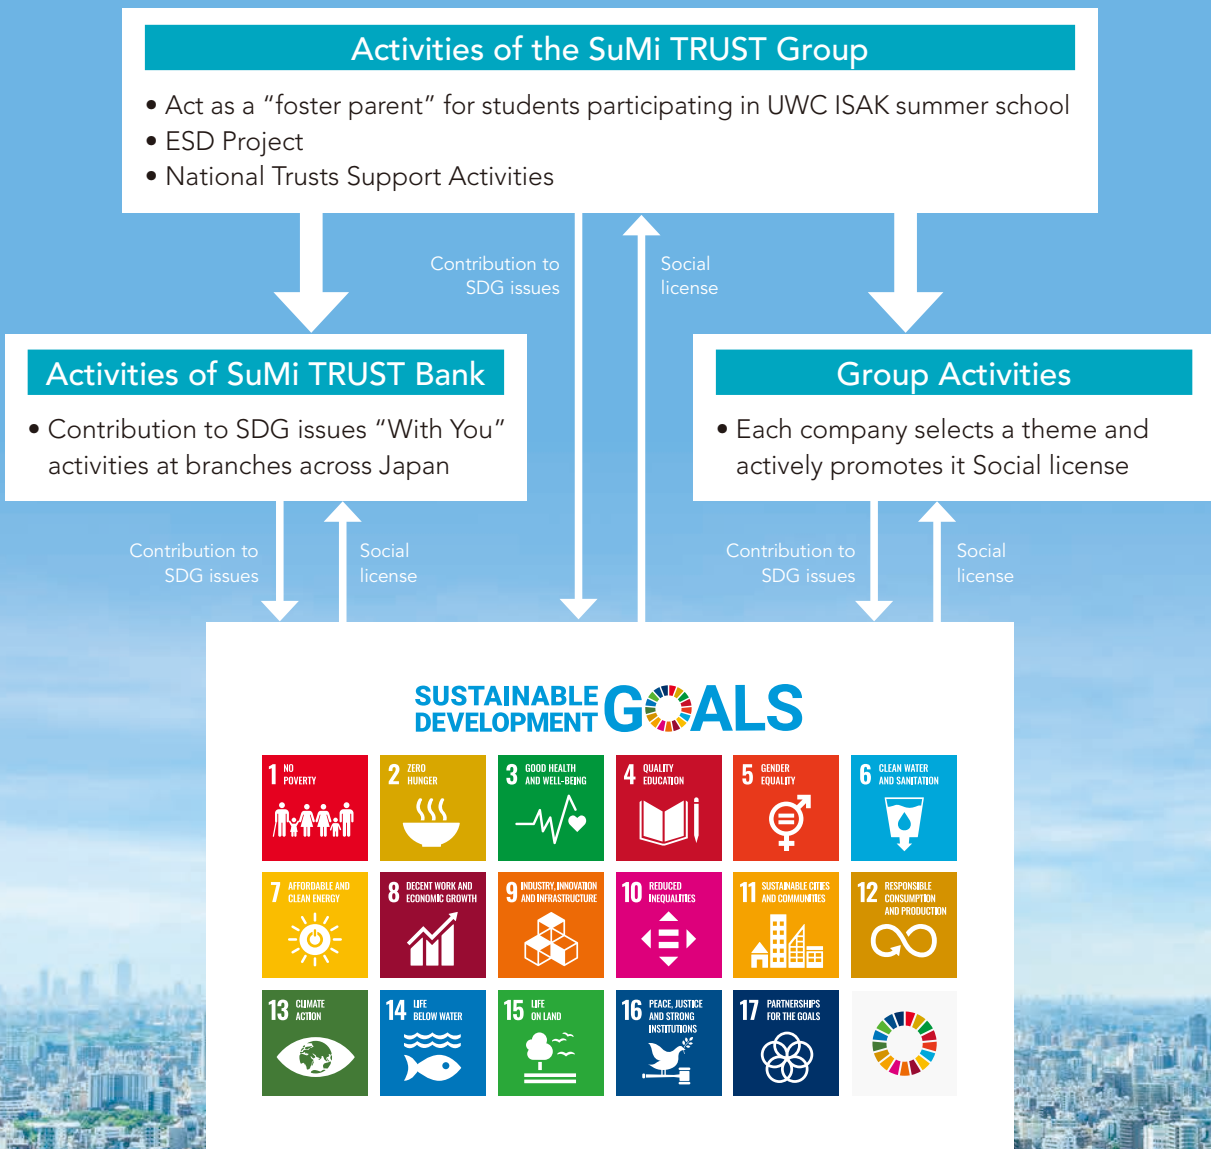 Activities of the SuMi TRUST Group
• Act as a “foster parent” for students participating in UWC ISAK summer school
• ESD Project
• National Trusts Support Activities
Contribution to
SDG issues
Social
license
Activities of SuMi TRUST Bank
• Contribution to SDG issues “With You”
activities at branches across Japan
Group Activities
• Each company selects a theme and
actively promotes it Social license
Contribution to
SDG issues
Social
license
Contribution to
SDG issues
Social
license
SUSTAINABLE
DEVELOPMENT
GOALS
1 NO
POVERTY
2 ZERO
HUNGER
3 GOOD HEALTH
AND WELL-BEING
4 QUALITY
EDUCATION
5 GENDER
EQUALITY
6 CLEAN WATER
AND SANITATION
7 AFFORDABLE AND
CLEAN ENERGY
8 DECENT WORK AND
ECONOMIC GROWTH
9 INDUSTRY, INNOVATION
AND INFRASTRUCTURE
10 REDUCED
INEQUALITIES
11 SUSTAINABLE CITIES
AND COMMUNITIES
12 RESPONSIBLE
CONSUMPTION
AND PRODUCTION
13 CLIMATE
ACTION
14 LIFE
BELOW WATER
15 LIFE
ON LAND
16 PEACE, JUSTICE
AND STRONG
INSTITUTIONS
17 PARTNERSHIPS
FOR THE GOALS